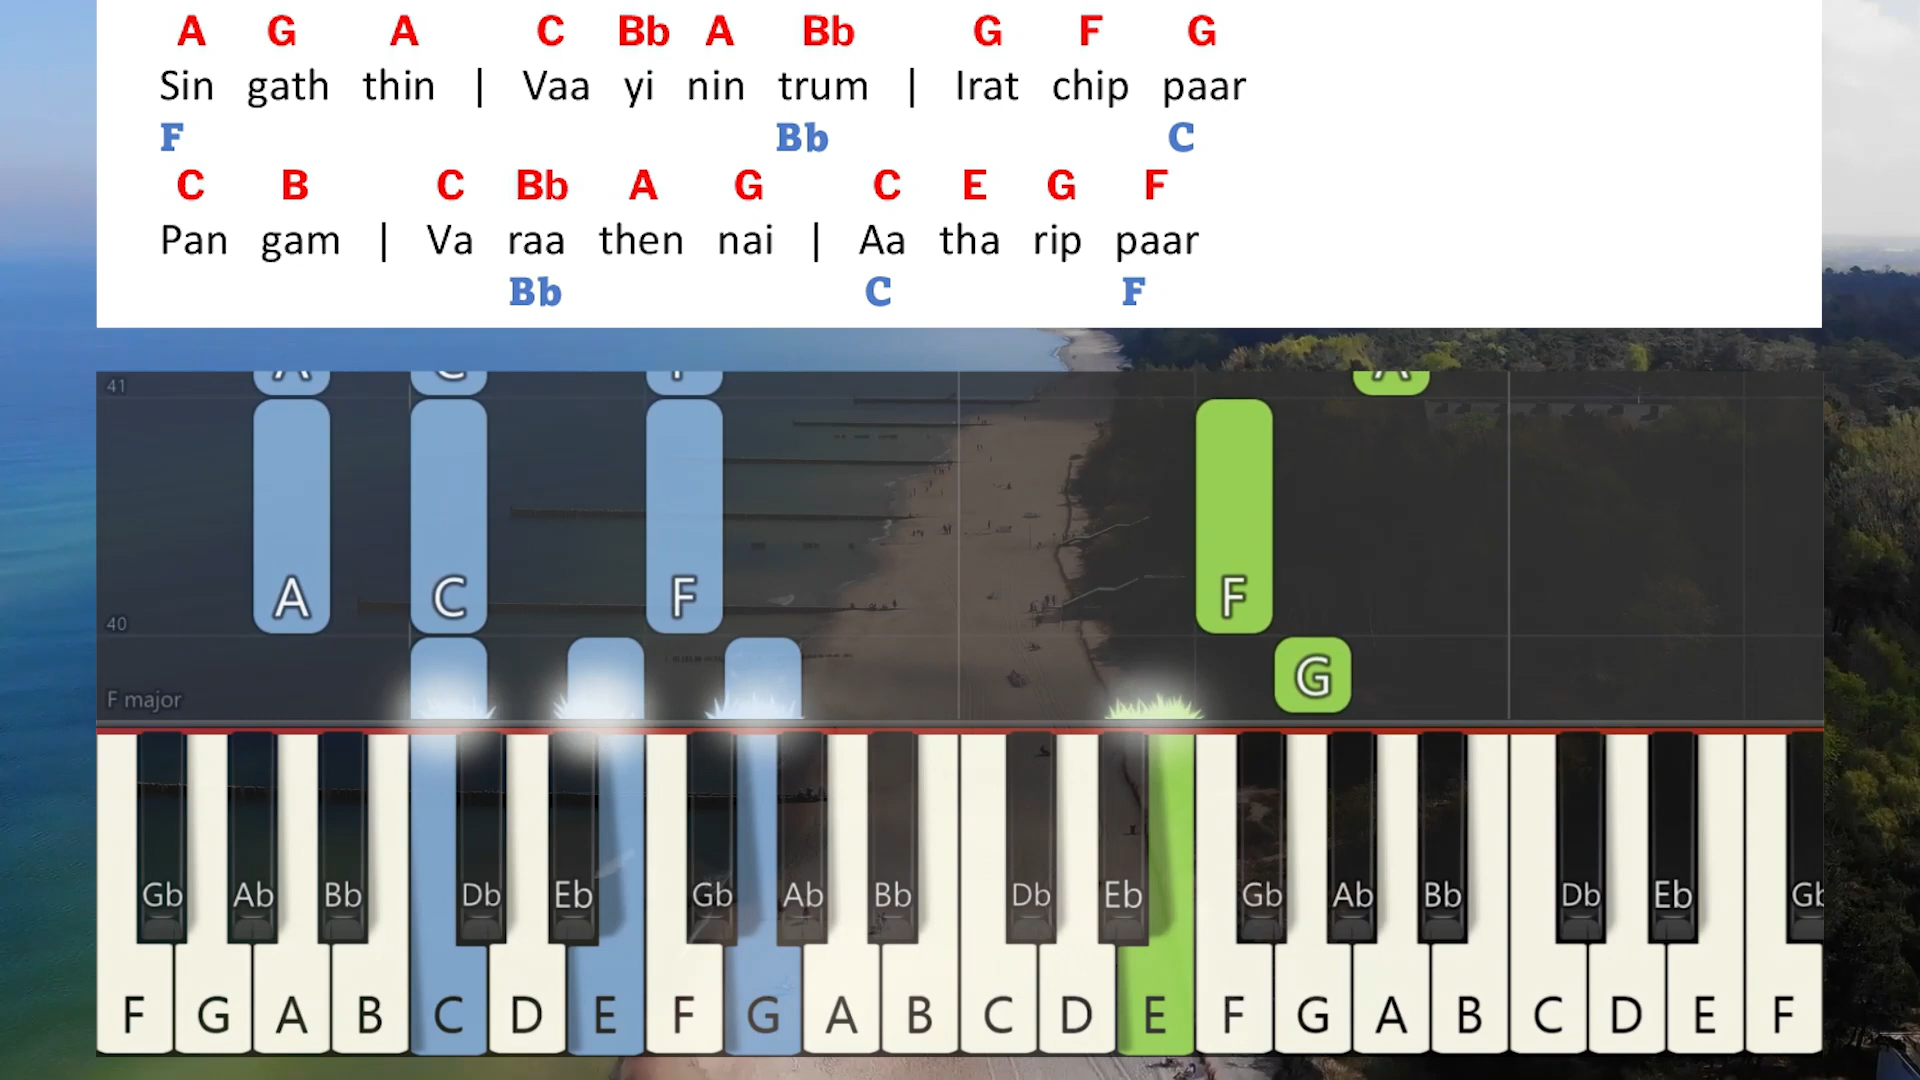 A G A C Bb A Bb G F G
Sin gath thin | Vaa yi nin trum | Irat chip paar
F Bb C
C B C Bb A G C E G F
Pan gam | Va raa then nai | Aa tha rip paar
Bb C F
41 A C F A
A C F F
40
G
F major
Gb Ab Bb Db Eb Gb Ab Bb Db Eb Gb Ab Bb Db Eb Gb
F G A B C D E F G A B C D E F G A B C D E F